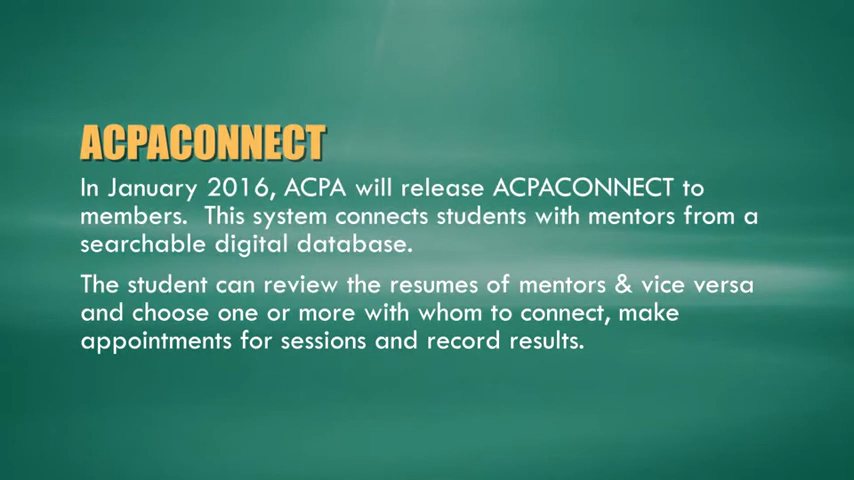 ACPACONNECT
In January 2016, ACPA will release ACPACONNECT to
members.  This system connects students with mentors from a
searchable digital database.
The student can review the resumes of mentors & vice versa
and choose one or more with whom to connect, make
appointments for sessions and record results.